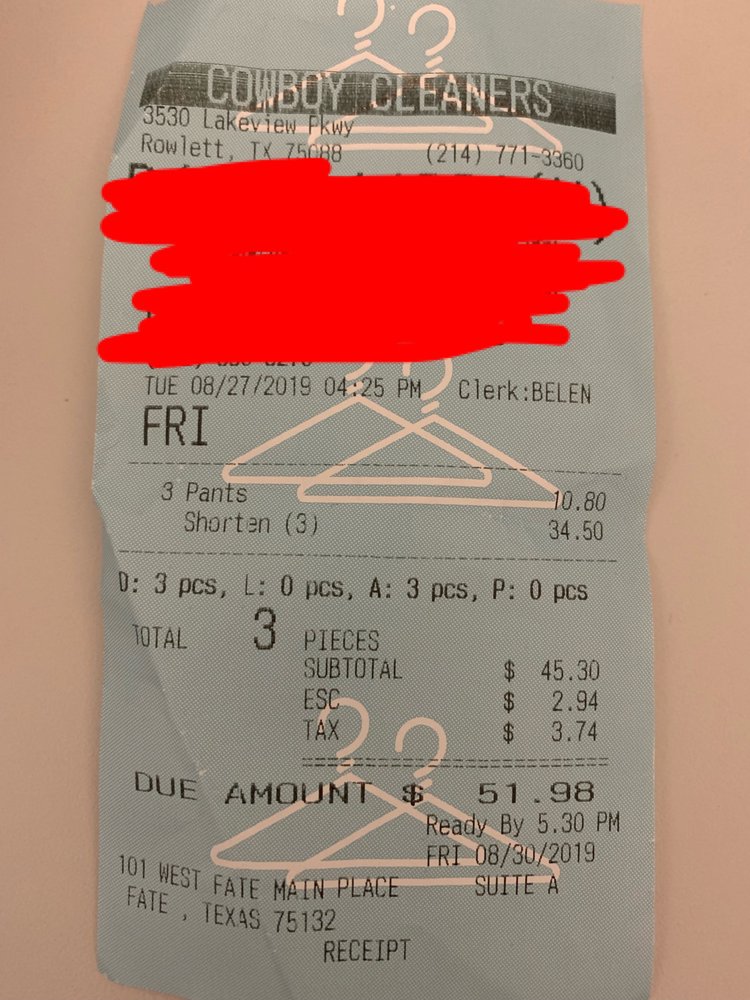 COWBOY CLEANERS
3530 Lakeview Pkwy
Rowlett, TX 75088 (214) 771-3360
TUE 08/27/2019 04:25 PM Clerk:BELEN
FRI
3 Pants 10.80
Shorten (3) 34.50
D: 3 pcs, L: 0 pcs, A: 3 pcs, P: 0 pcs
TOTAL 3 PIECES
SUBTOTAL $ 45.30
ESC $ 2.94
TAX $ 3.74
DUE AMOUNT $ 51.98
Ready By 5.30 PM
FRI 08/30/2019
101 WEST FATE MAIN PLACE SUITE A
FATE , TEXAS 75132
RECEIPT